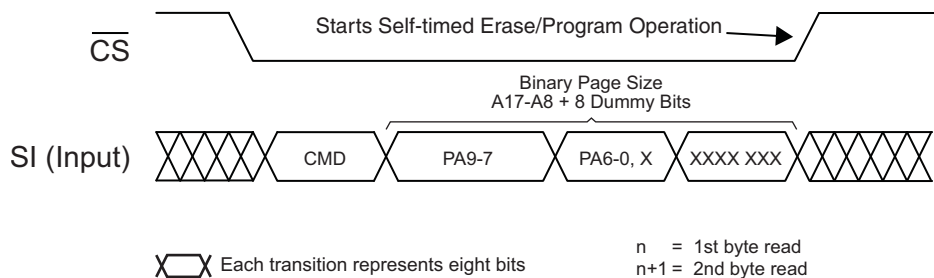 Starts Self-timed Erase/Program Operation
CS
Binary Page Size
A17-A8 + 8 Dummy Bits
SI (Input)
CMD
PA9-7
PA6-0, X
XXXX XXX
Each transition represents eight bits
n = 1st byte read
n+1 = 2nd byte read